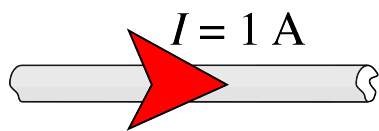 I = 1 A